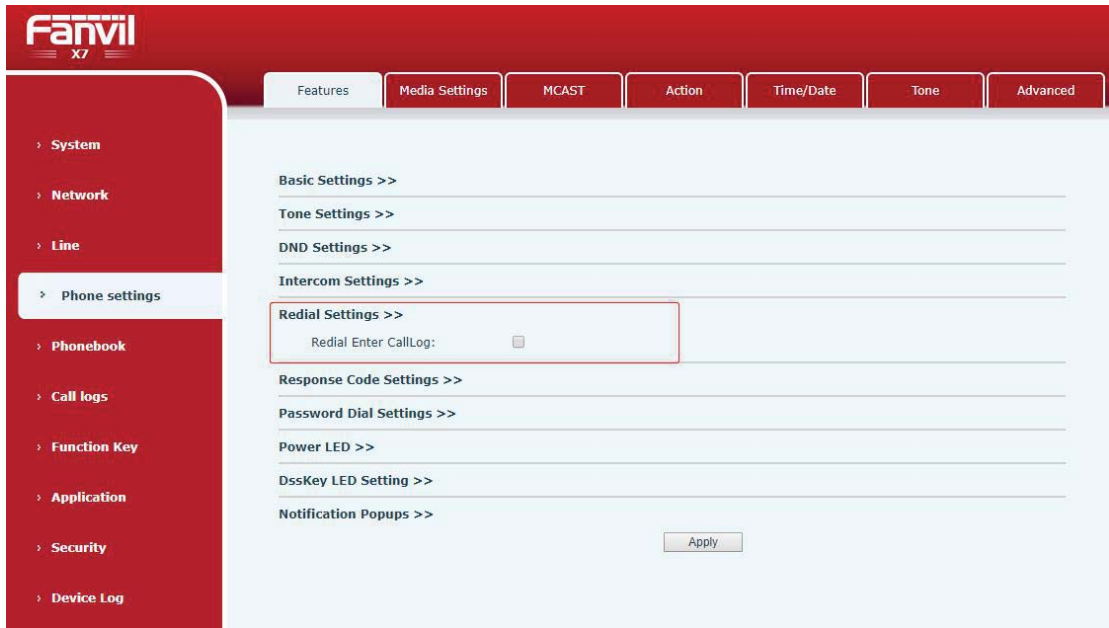 Fanvil
X7
Features Media Settings MCAST Action Time/Date Tone Advanced
› System
› Network
› Line
› Phone settings
› Phonebook
› Call logs
› Function Key
› Application
› Security
› Device Log
Basic Settings >>
Tone Settings >>
DND Settings >>
Intercom Settings >>
Redial Settings >>
Redial Enter CallLog:
Response Code Settings >>
Password Dial Settings >>
Power LED >>
DssKey LED Setting >>
Notification Popups >>
Apply